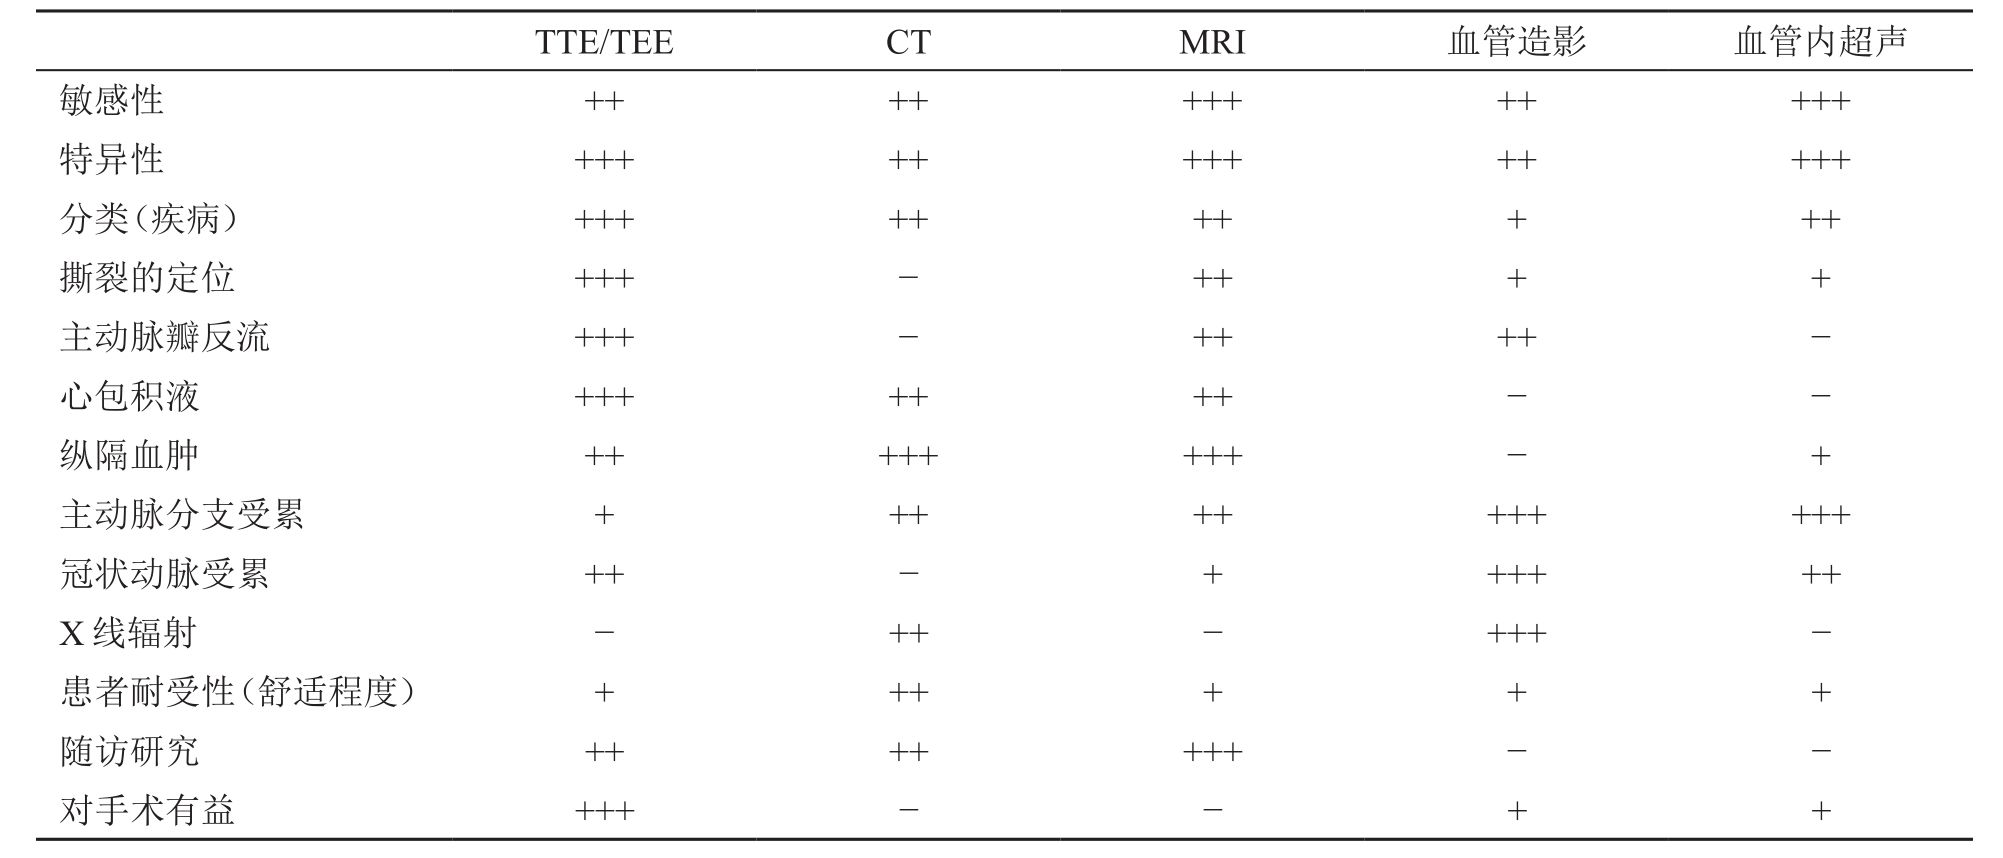 TTE/TEE CT MRI 血管造影 血管内超声
敏感性 ++ ++ +++ ++ +++
特异性 +++ ++ +++ ++ +++
分类（疾病） +++ ++ ++ + ++
撕裂的定位 +++ − ++ + +
主动脉瓣反流 +++ − ++ ++ −
心包积液 +++ ++ ++ − −
纵隔血肿 ++ +++ +++ − +
主动脉分支受累 + ++ ++ +++ +++
冠状动脉受累 ++ − + +++ ++
X 线辐射 − ++ − +++ −
患者耐受性（舒适程度） + ++ + + +
随访研究 ++ ++ +++ − −
对手术有益 +++ − − + +